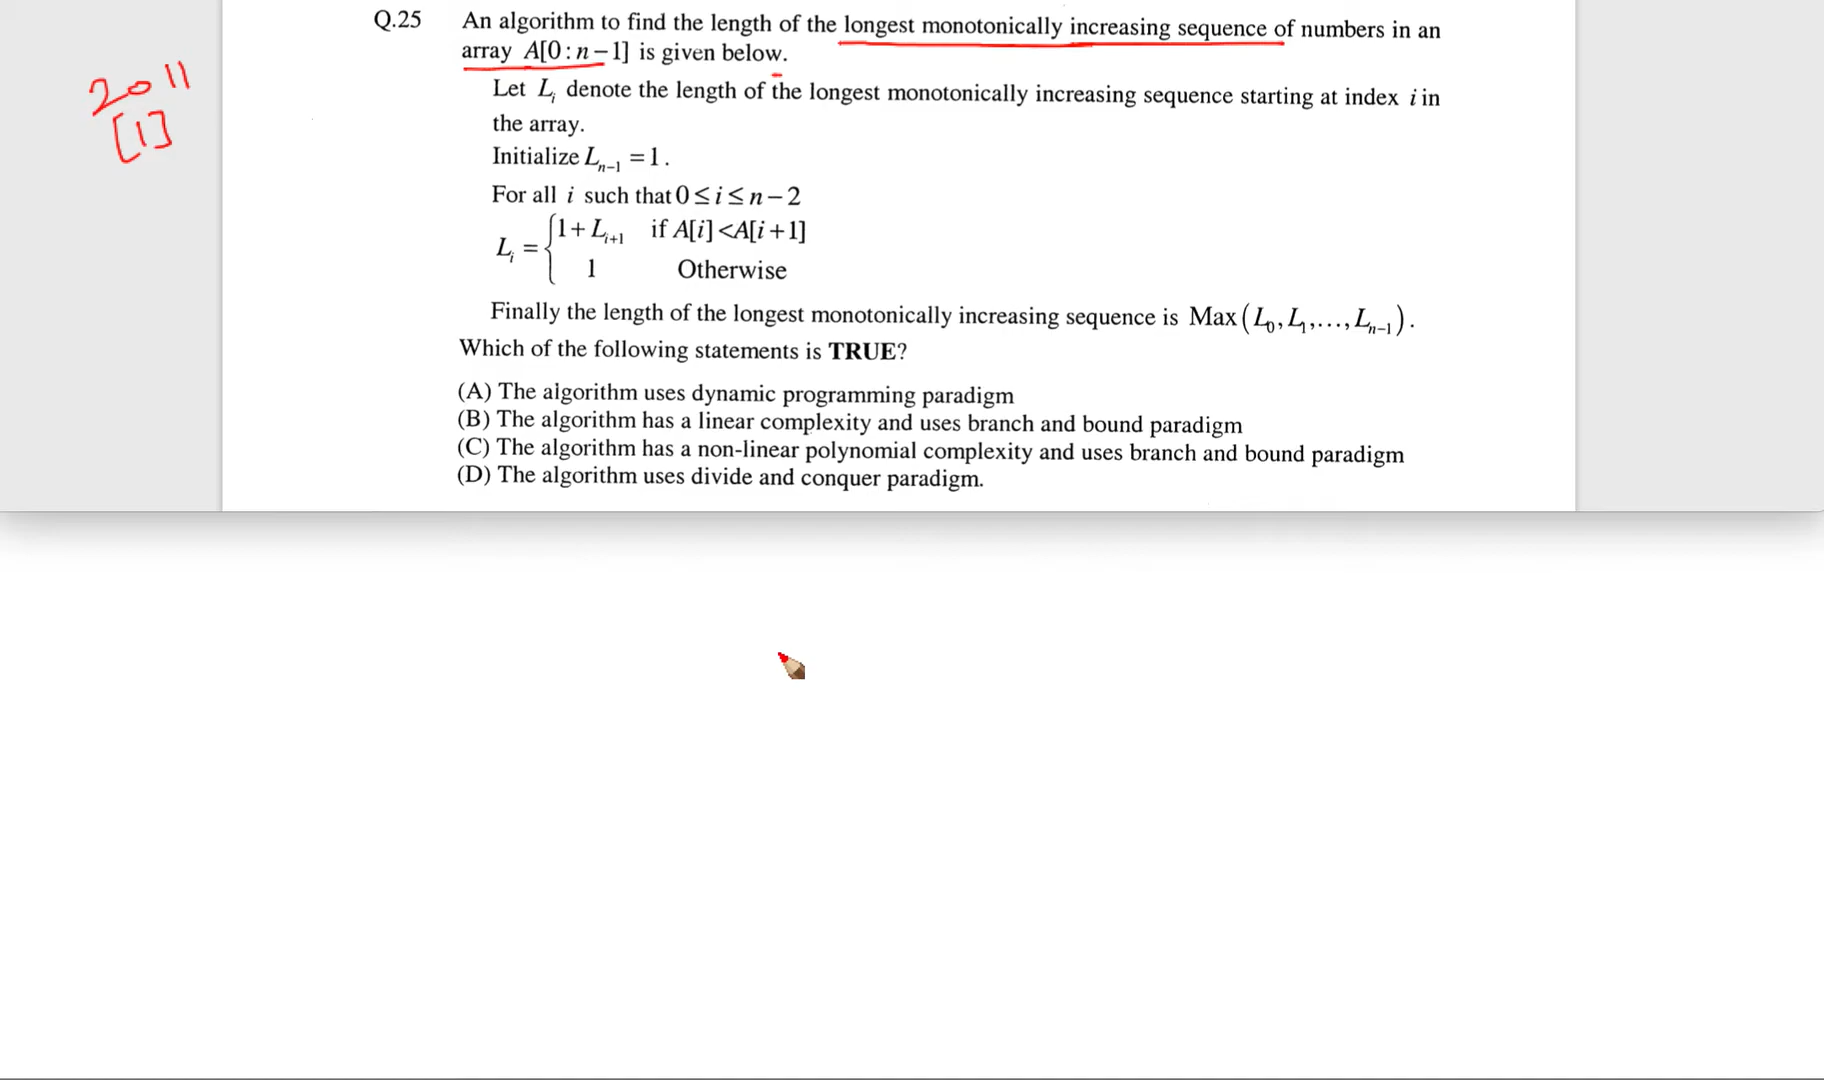 Q.25 An algorithm to find the length of the longest monotonically increasing sequence of numbers in an
array A[0:n−1] is given below.
2011
[1]
Let Lᵢ denote the length of the longest monotonically increasing sequence starting at index i in
the array.
Initialize Lₙ₋₁ = 1.
For all i such that 0 ≤ i ≤ n − 2
Lᵢ = { 1 + Lᵢ₊₁ if A[i] < A[i+1]
1 Otherwise
Finally the length of the longest monotonically increasing sequence is Max(L₀, L₁,..., Lₙ₋₁).
Which of the following statements is TRUE?
(A) The algorithm uses dynamic programming paradigm
(B) The algorithm has a linear complexity and uses branch and bound paradigm
(C) The algorithm has a non-linear polynomial complexity and uses branch and bound paradigm
(D) The algorithm uses divide and conquer paradigm.